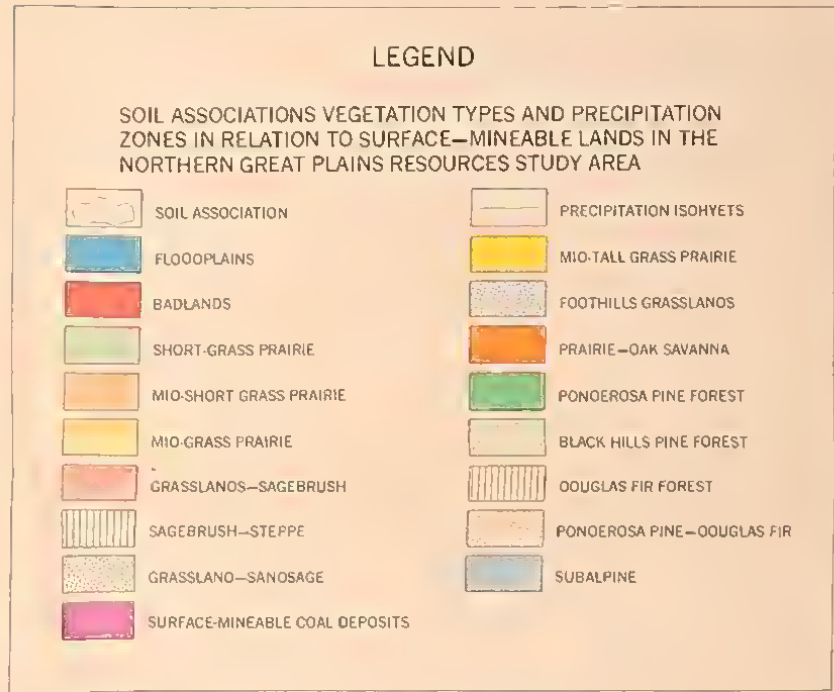 LEGEND
SOIL ASSOCIATIONS VEGETATION TYPES AND PRECIPITATION
ZONES IN RELATION TO SURFACE—MINEABLE LANDS IN THE
NORTHERN GREAT PLAINS RESOURCES STUDY AREA
SOIL ASSOCIATION
FLOOOPLAINS
BADLANDS
SHORT-GRASS PRAIRIE
MIO-SHORT GRASS PRAIRIE
MIO-GRASS PRAIRIE
GRASSLANOS—SAGEBRUSH
SAGEBRUSH—STEPPE
GRASSLANO—SANOSAGE
SURFACE-MINEABLE COAL DEPOSITS
PRECIPITATION ISOHYETS
MIO-TALL GRASS PRAIRIE
FOOTHILLS GRASSLANOS
PRAIRIE—OAK SAVANNA
PONOEROSA PINE FOREST
BLACK HILLS PINE FOREST
OOUGLAS FIR FOREST
PONOEROSA PINE—OOUGLAS FIR
SUBALPINE